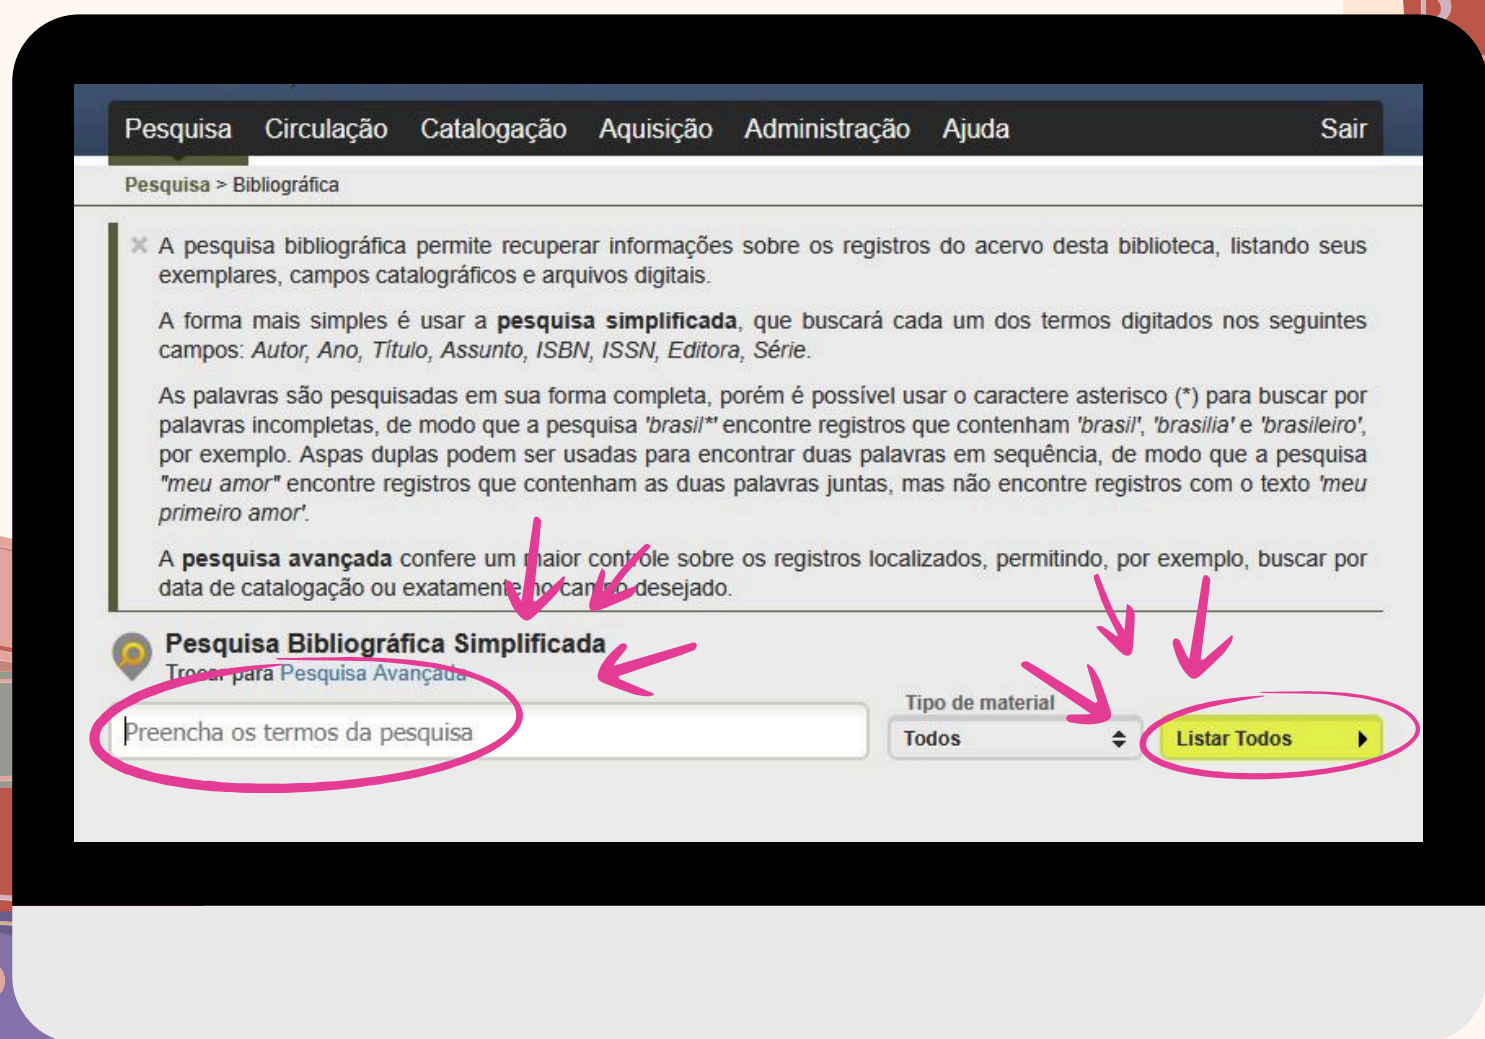 Pesquisa Circulação Catalogação Aquisição Administração Ajuda Sair
Pesquisa > Bibliográfica
A pesquisa bibliográfica permite recuperar informações sobre os registros do acervo desta biblioteca, listando seus
exemplares, campos catalográficos e arquivos digitais.
A forma mais simples é usar a pesquisa simplificada, que buscará cada um dos termos digitados nos seguintes
campos: Autor, Ano, Título, Assunto, ISBN, ISSN, Editora, Série.
As palavras são pesquisadas em sua forma completa, porém é possível usar o caractere asterisco (*) para buscar por
palavras incompletas, de modo que a pesquisa 'brasil*' encontre registros que contenham 'brasil', 'brasilia' e 'brasileiro',
por exemplo. Aspas duplas podem ser usadas para encontrar duas palavras em sequência, de modo que a pesquisa
"meu amor" encontre registros que contenham as duas palavras juntas, mas não encontre registros com o texto 'meu
primeiro amor'.
A pesquisa avançada confere um maior controle sobre os registros localizados, permitindo, por exemplo, buscar por
data de catalogação ou exatamente no campo desejado.
Pesquisa Bibliográfica Simplificada
Trocar para Pesquisa Avançada
Tipo de material
Preencha os termos da pesquisa
Todos
Listar Todos